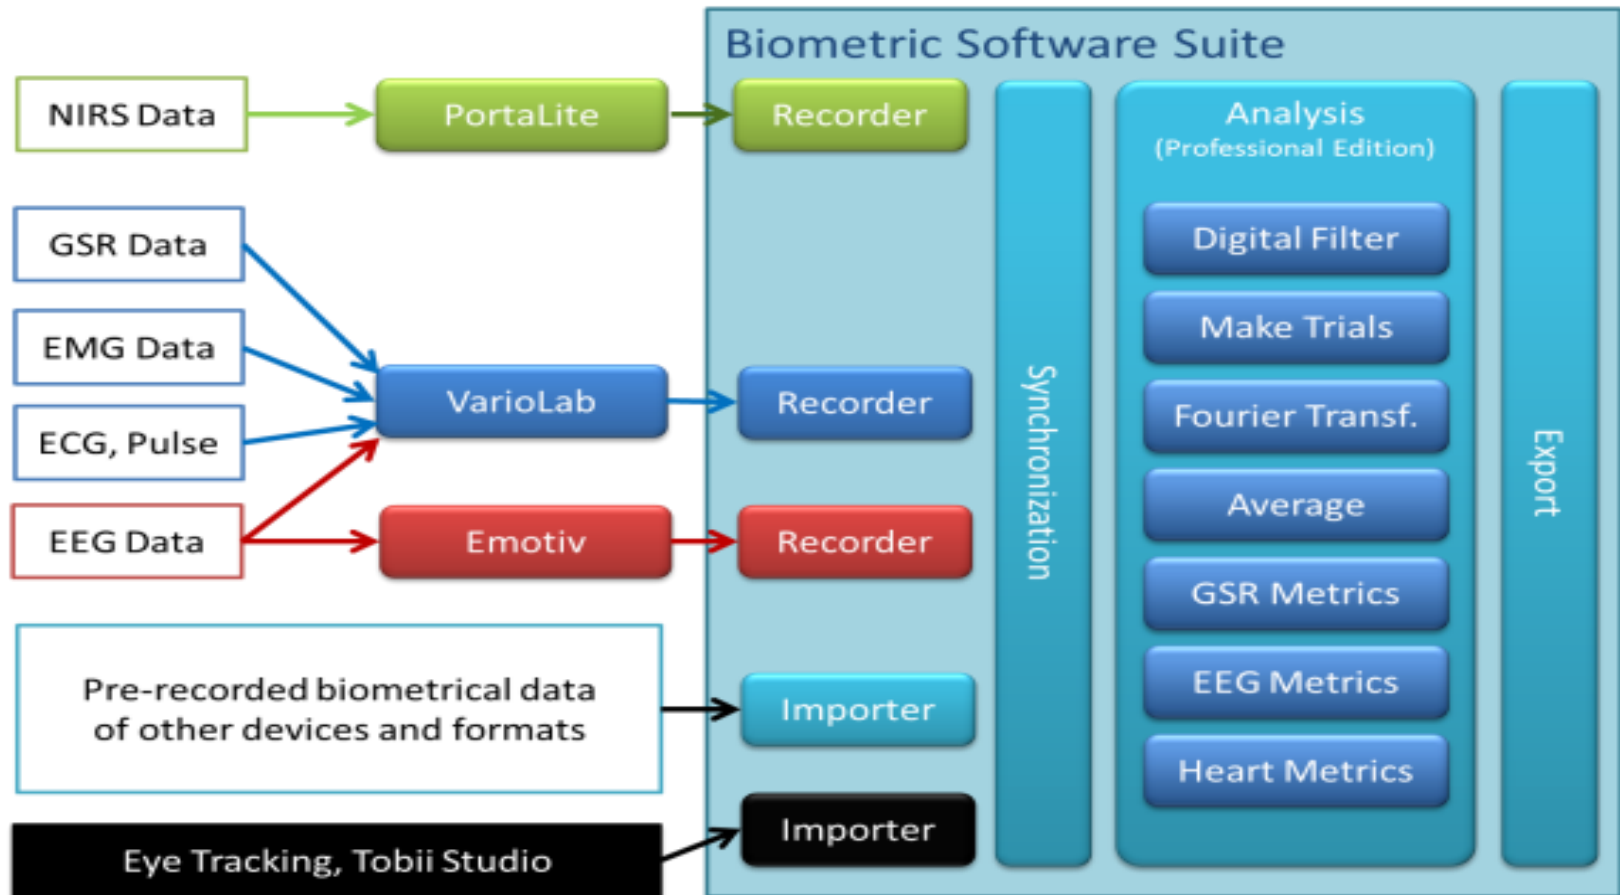 Biometric Software Suite
NIRS Data
PortaLite
Recorder
GSR Data
EMG Data
ECG, Pulse
EEG Data
VarioLab
Recorder
Emotiv
Recorder
Pre-recorded biometrical data
of other devices and formats
Importer
Eye Tracking, Tobii Studio
Importer
Synchronization
Analysis
(Professional Edition)
Digital Filter
Make Trials
Fourier Transf.
Average
GSR Metrics
EEG Metrics
Heart Metrics
Export